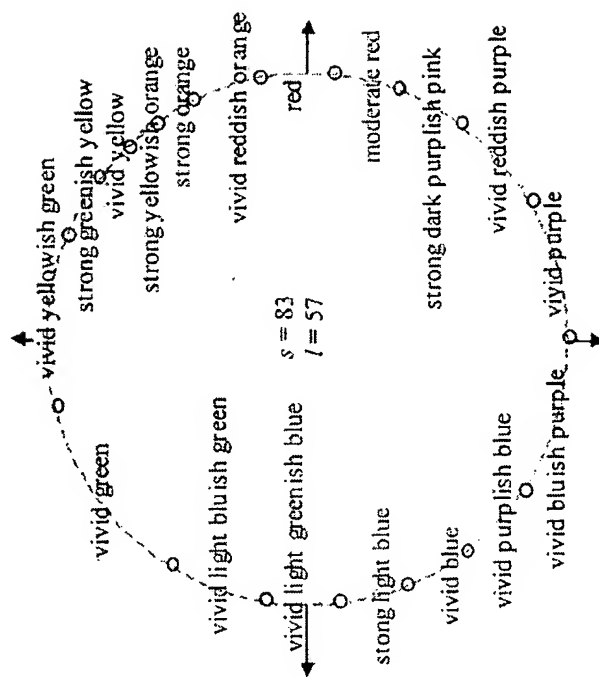 vivid yellowish green
strong greenish yellow
vivid green
vivid yellow
strong yellowish orange
strong orange
vivid light bluish green
vivid reddish orange
s = 83
vivid light greenish blue
red
l = 57
moderate red
stong light blue
strong dark purplish pink
vivid blue
vivid reddish purple
vivid purplish blue
vivid bluish purple
vivid purple